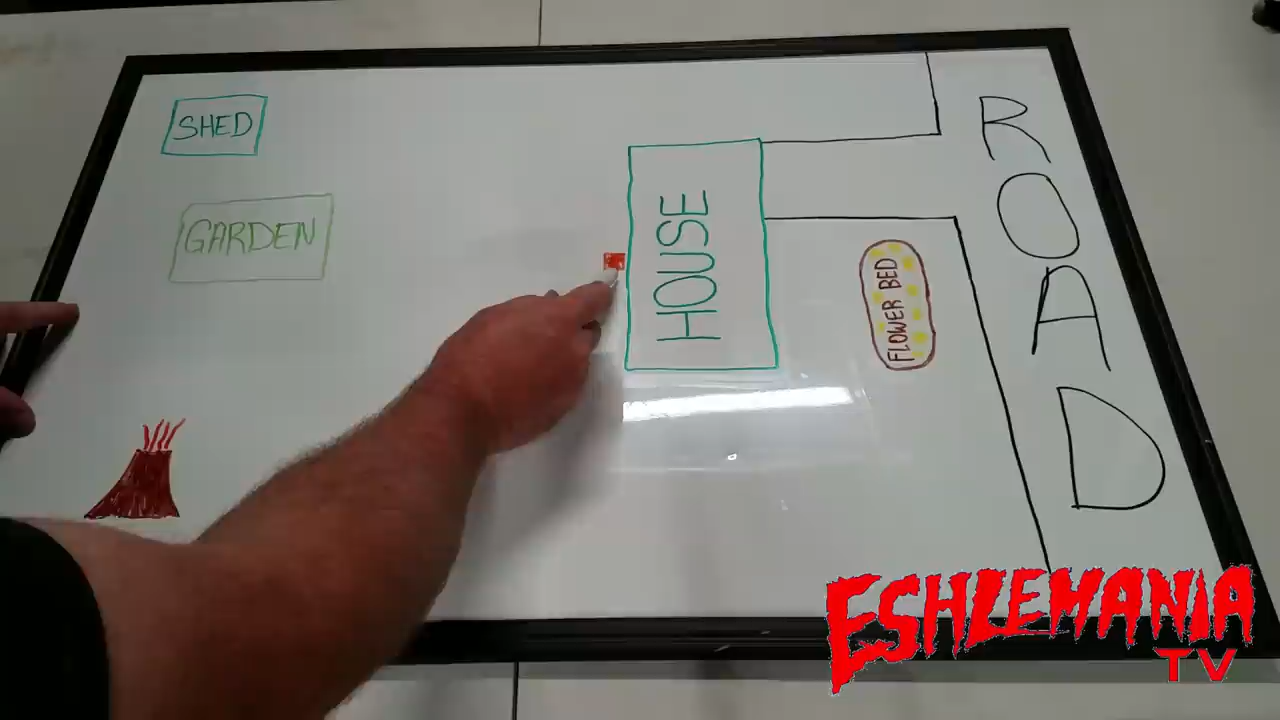 SHED
GARDEN
HOUSE
FLOWER BED
ROAD
ESHLEMANIA
TV